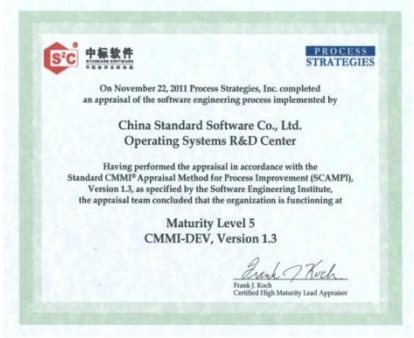 S²C 中标软件
STANDARD SOFTWARE
PROCESS
STRATEGIES
On November 22, 2011 Process Strategies, Inc. completed
an appraisal of the software engineering process implemented by
China Standard Software Co., Ltd.
Operating Systems R&D Center
Having performed the appraisal in accordance with the
Standard CMMI® Appraisal Method for Process Improvement (SCAMPI),
Version 1.3, as specified by the Software Engineering Institute,
the appraisal team concluded that the organization is functioning at
Maturity Level 5
CMMI-DEV, Version 1.3
Frank J Koch
Frank J. Koch
Certified High Maturity Lead Appraiser